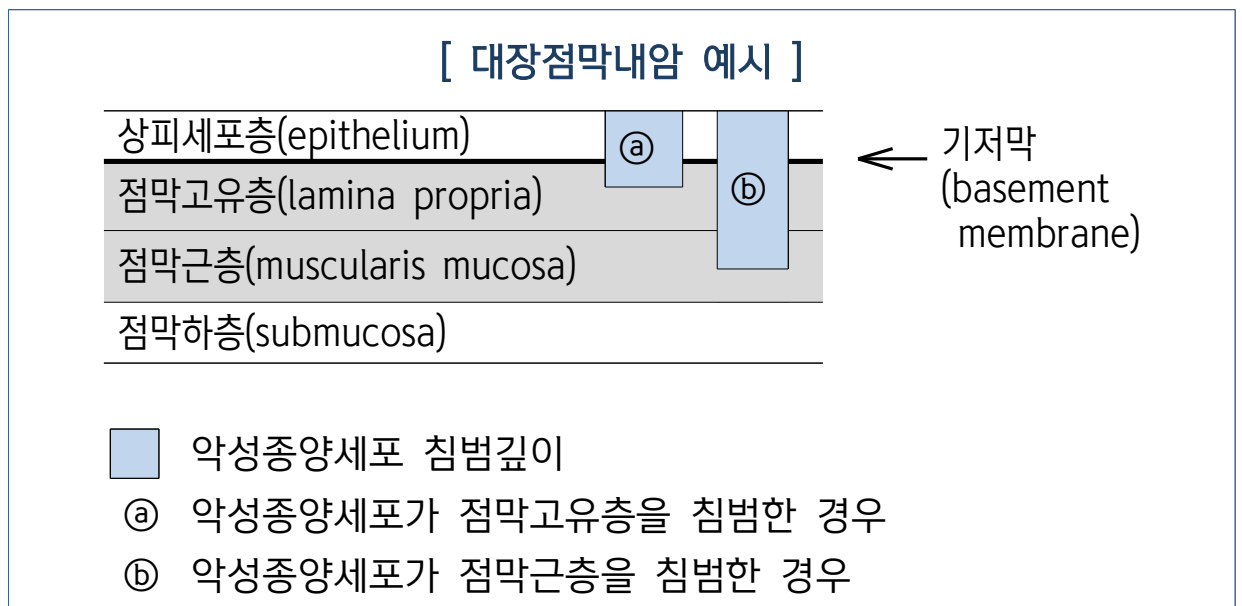 [ 대장점막내암 예시 ]
상피세포층(epithelium)
ⓐ
기저막
(basement
membrane)
점막고유층(lamina propria)
ⓑ
점막근층(muscularis mucosa)
점막하층(submucosa)
악성종양세포 침범깊이
ⓐ 악성종양세포가 점막고유층을 침범한 경우
ⓑ 악성종양세포가 점막근층을 침범한 경우